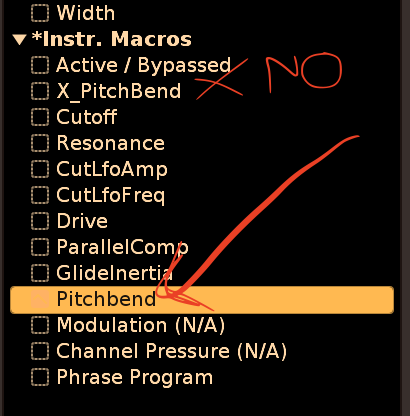 Width
*Instr. Macros
Active / Bypassed
X_PitchBend
NO
Cutoff
Resonance
CutLfoAmp
CutLfoFreq
Drive
ParallelComp
GlideInertia
Pitchbend
Modulation (N/A)
Channel Pressure (N/A)
Phrase Program